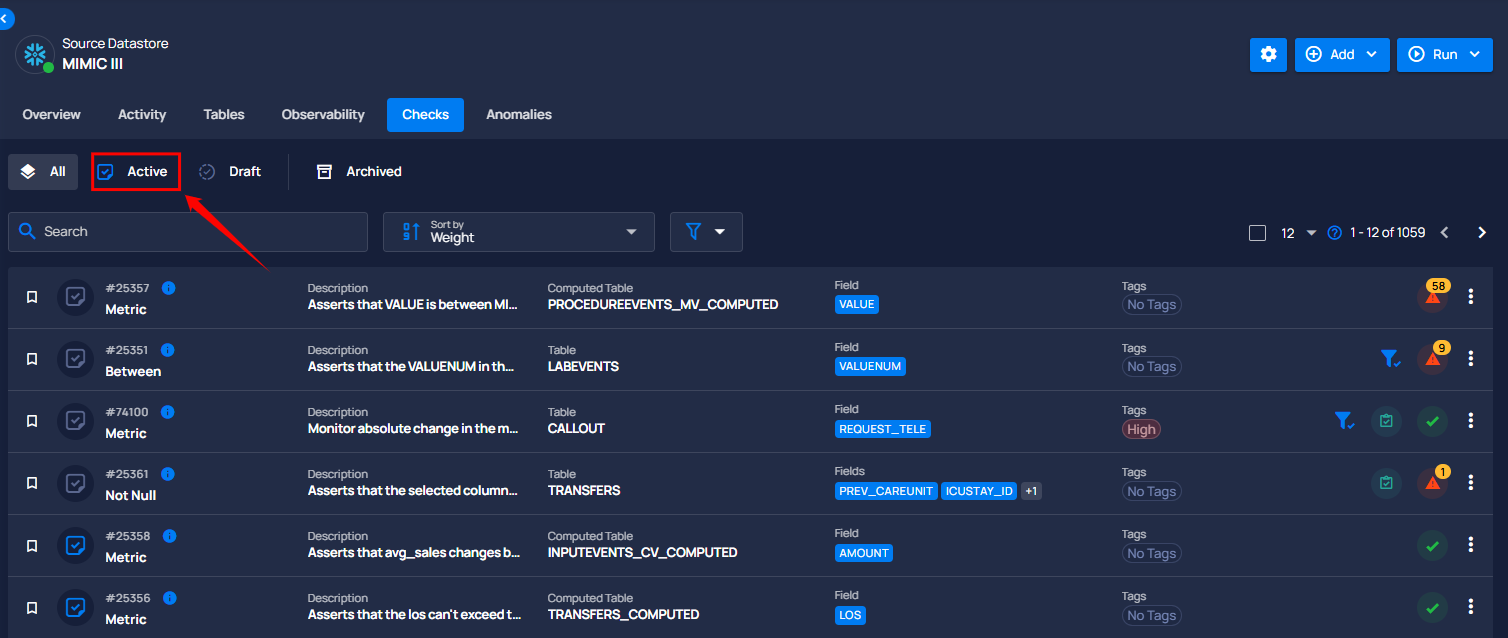 Source Datastore
MIMIC III
Add
Run
Overview
Activity
Tables
Observability
Checks
Anomalies
All
Active
Draft
Archived
Search
Sort by
Weight
12
1 - 12 of 1059
#25357
Metric
Description
Asserts that VALUE is between MI...
Computed Table
PROCEDUREEVENTS_MV_COMPUTED
Field
VALUE
Tags
No Tags
58
#25351
Between
Description
Asserts that the VALUENUM in th...
Table
LABEVENTS
Field
VALUENUM
Tags
No Tags
9
#74100
Metric
Description
Monitor absolute change in the m...
Table
CALLOUT
Field
REQUEST_TELE
Tags
High
#25361
Not Null
Description
Asserts that the selected column...
Table
TRANSFERS
Fields
PREV_CAREUNIT ICUSTAY_ID +1
Tags
No Tags
1
#25358
Metric
Description
Asserts that avg_sales changes b...
Computed Table
INPUTEVENTS_CV_COMPUTED
Field
AMOUNT
Tags
No Tags
#25356
Metric
Description
Asserts that the los can't exceed t...
Computed Table
TRANSFERS_COMPUTED
Field
LOS
Tags
No Tags